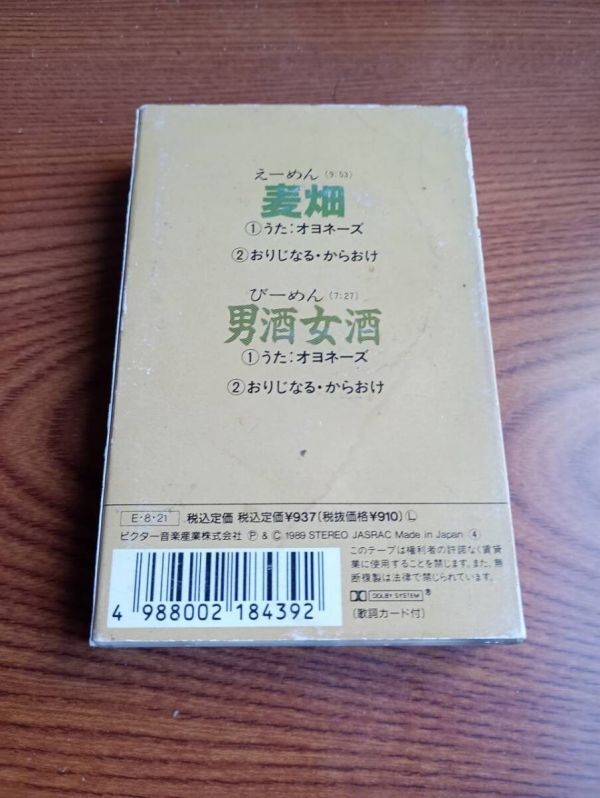 えーめん(9:53)
麦畑
①うた:オヨネーズ
②おりじなる・からおけ
びーめん(7:27)
男酒女酒
①うた:オヨネーズ
②おりじなる・からおけ
E・8・21 税込定価 税込定価¥937(税抜価格¥910)Ⓛ
ビクター音楽産業株式会社 Ⓟ & Ⓒ 1989 STEREO JASRAC Made in Japan ④
このテープは権利者の許諾なく賃貸
業に使用することを禁じます。また、無
断複製は法律で禁じられています。
DOLBY SYSTEM ®
(歌詞カード付)
4 988002 184392